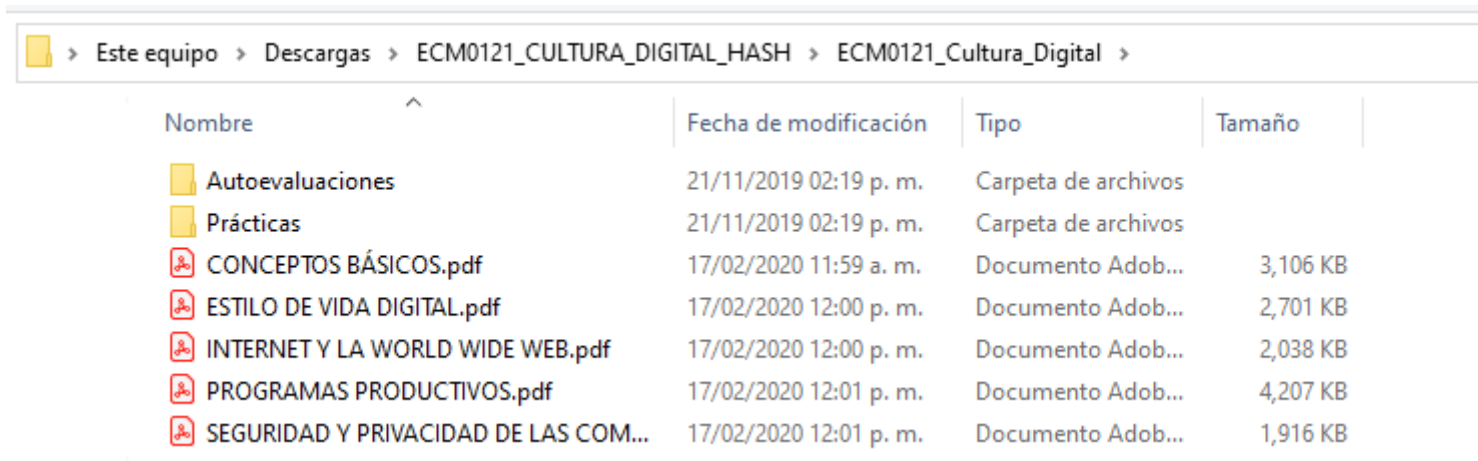 Este equipo > Descargas > ECM0121_CULTURA_DIGITAL_HASH > ECM0121_Cultura_Digital >
Nombre Fecha de modificación Tipo Tamaño
Autoevaluaciones 21/11/2019 02:19 p. m. Carpeta de archivos
Prácticas 21/11/2019 02:19 p. m. Carpeta de archivos
CONCEPTOS BÁSICOS.pdf 17/02/2020 11:59 a. m. Documento Adob... 3,106 KB
ESTILO DE VIDA DIGITAL.pdf 17/02/2020 12:00 p. m. Documento Adob... 2,701 KB
INTERNET Y LA WORLD WIDE WEB.pdf 17/02/2020 12:00 p. m. Documento Adob... 2,038 KB
PROGRAMAS PRODUCTIVOS.pdf 17/02/2020 12:01 p. m. Documento Adob... 4,207 KB
SEGURIDAD Y PRIVACIDAD DE LAS COM... 17/02/2020 12:01 p. m. Documento Adob... 1,916 KB